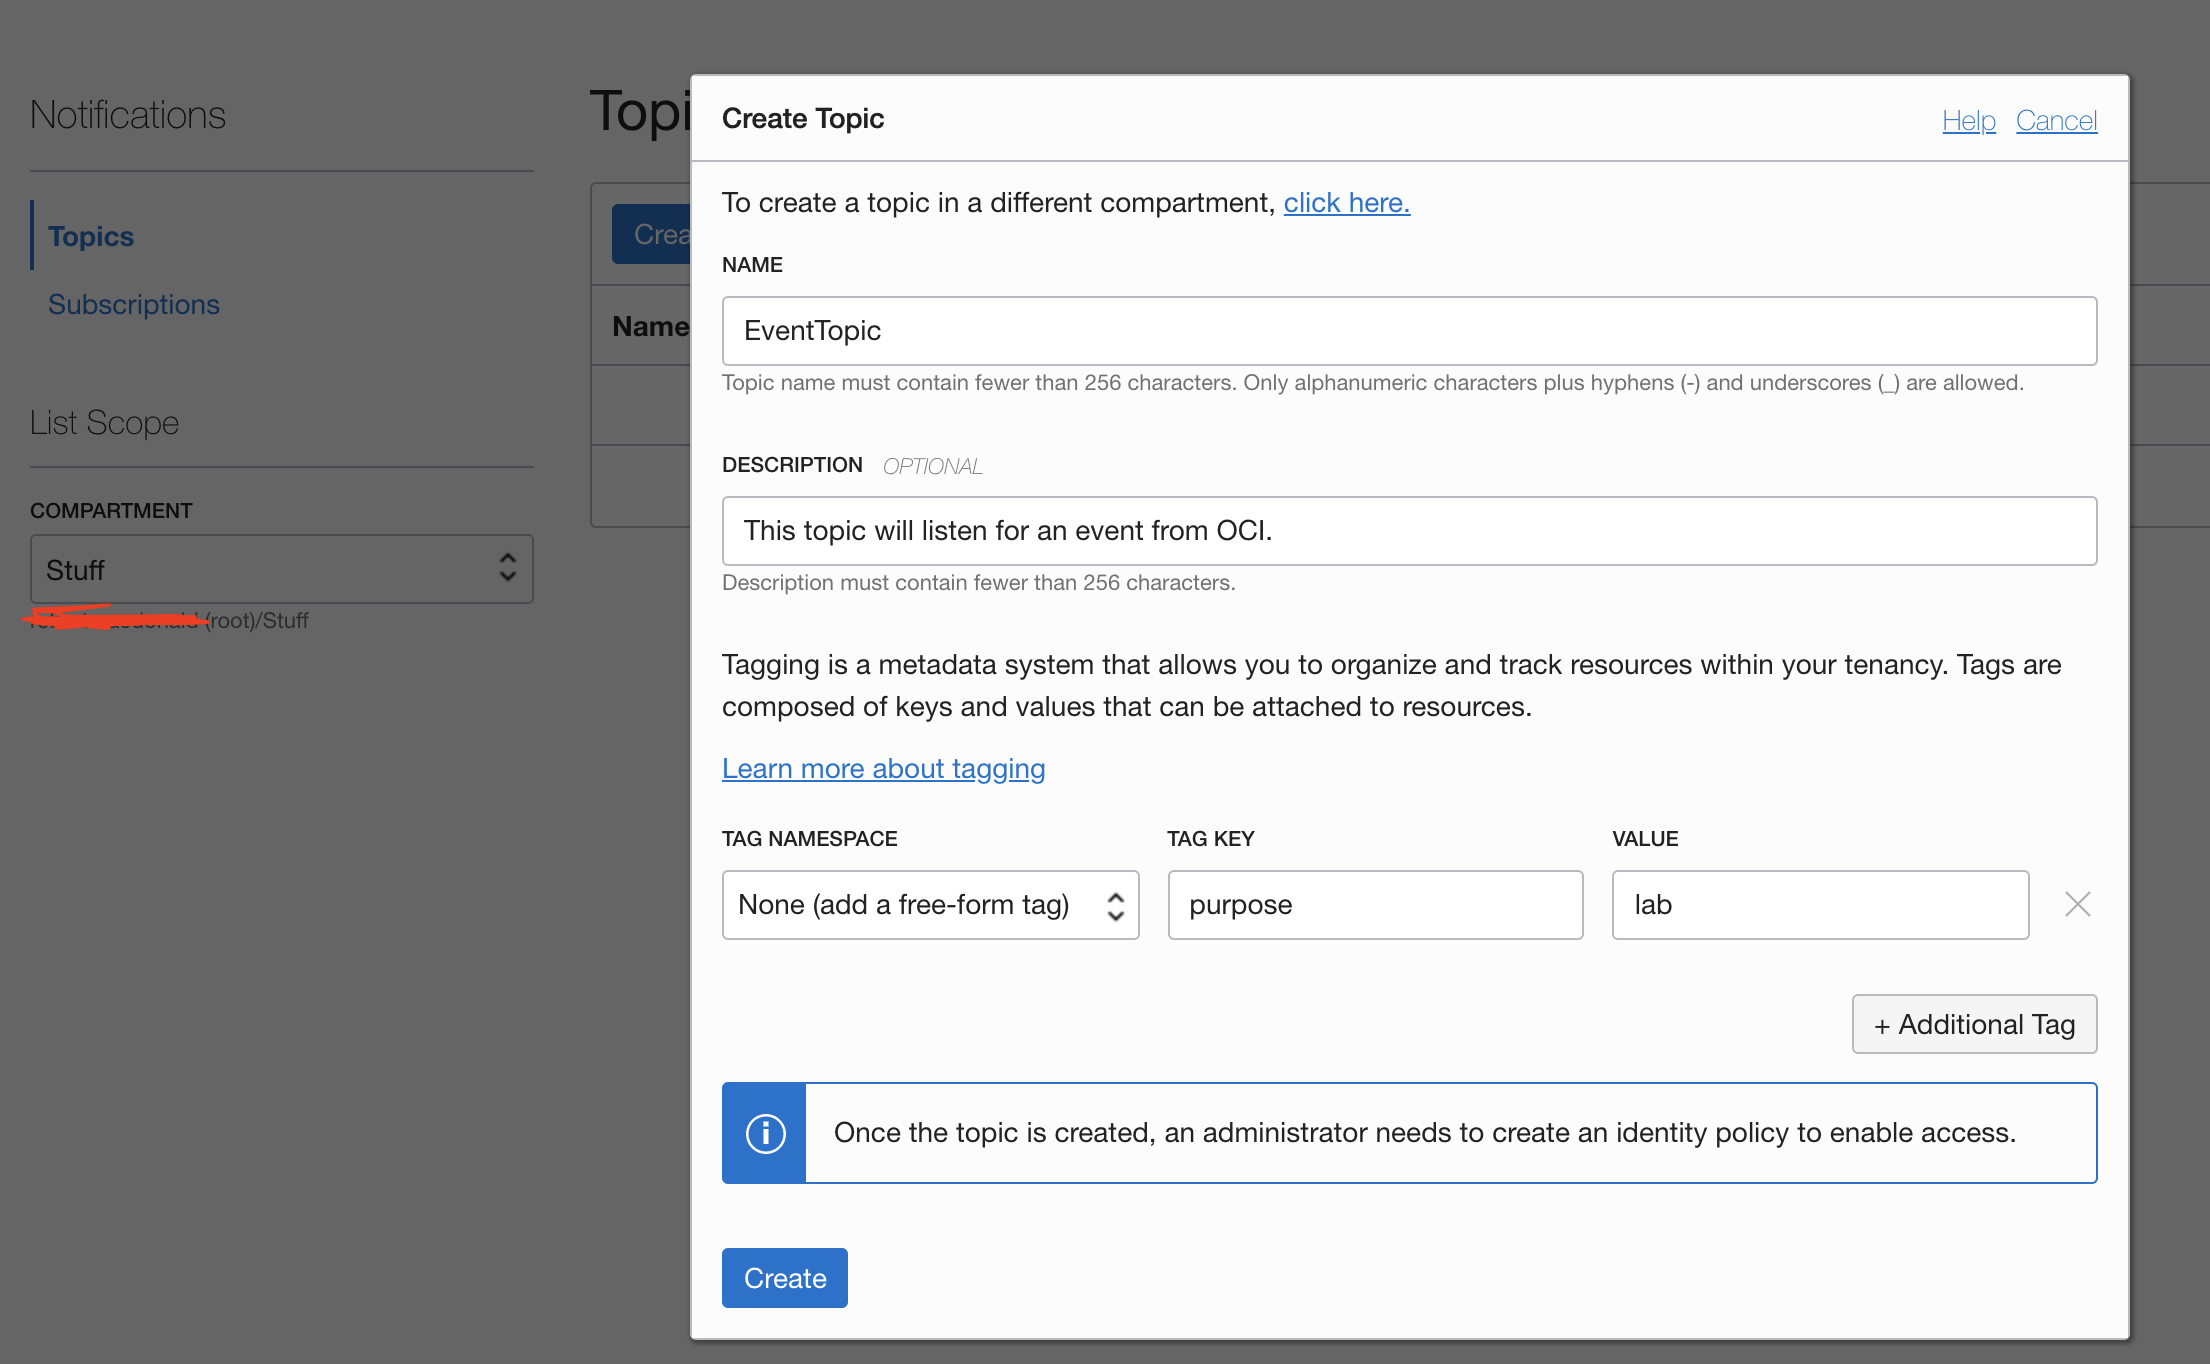 Notifications
Topics
Subscriptions
List Scope
COMPARTMENT
Stuff
(root)/Stuff
Topi
Crea
Name
Create Topic
Help Cancel
To create a topic in a different compartment, click here.
NAME
EventTopic
Topic name must contain fewer than 256 characters. Only alphanumeric characters plus hyphens (-) and underscores (_) are allowed.
DESCRIPTION OPTIONAL
This topic will listen for an event from OCI.
Description must contain fewer than 256 characters.
Tagging is a metadata system that allows you to organize and track resources within your tenancy. Tags are
composed of keys and values that can be attached to resources.
Learn more about tagging
TAG NAMESPACE TAG KEY VALUE
None (add a free-form tag) purpose lab
+ Additional Tag
Once the topic is created, an administrator needs to create an identity policy to enable access.
Create